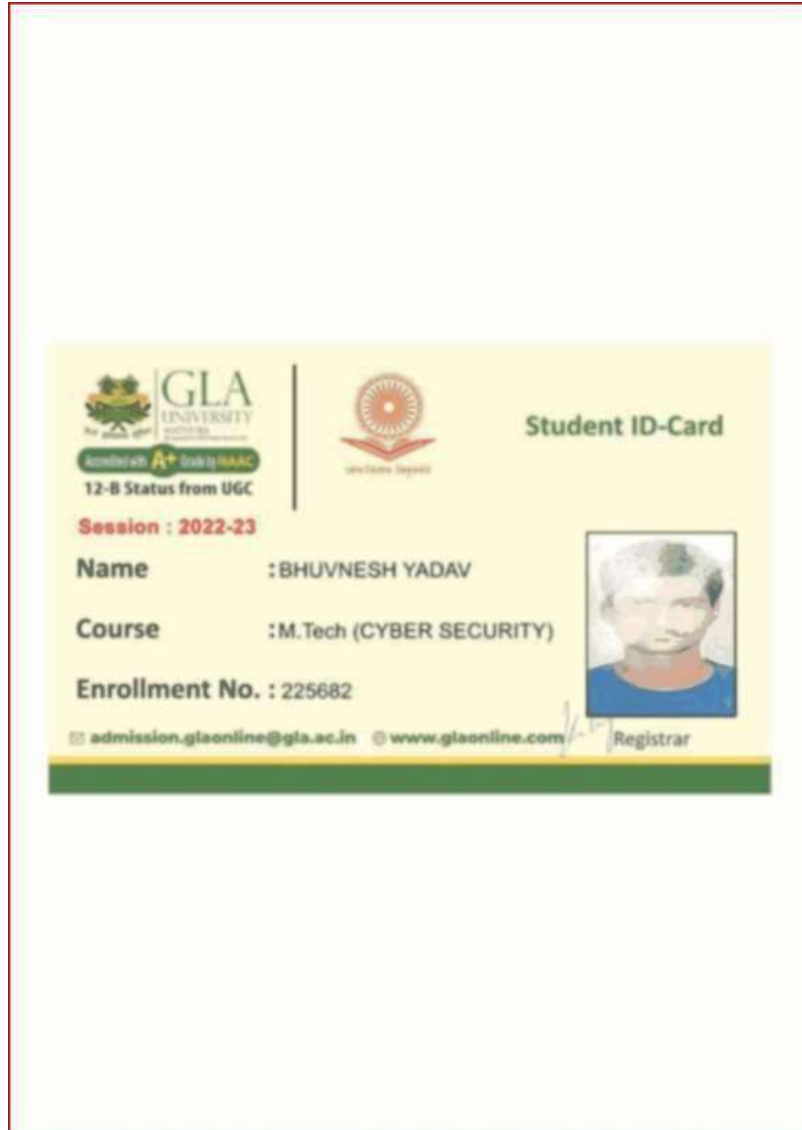 GLA
UNIVERSITY
MATHURA
Accredited with A+ Grade by NAAC
12-B Status from UGC
Student ID-Card
Session : 2022-23
Name : BHUVNESH YADAV
Course : M.Tech (CYBER SECURITY)
Enrollment No. : 225682
admission.glaonline@gla.ac.in www.glaonline.com Registrar